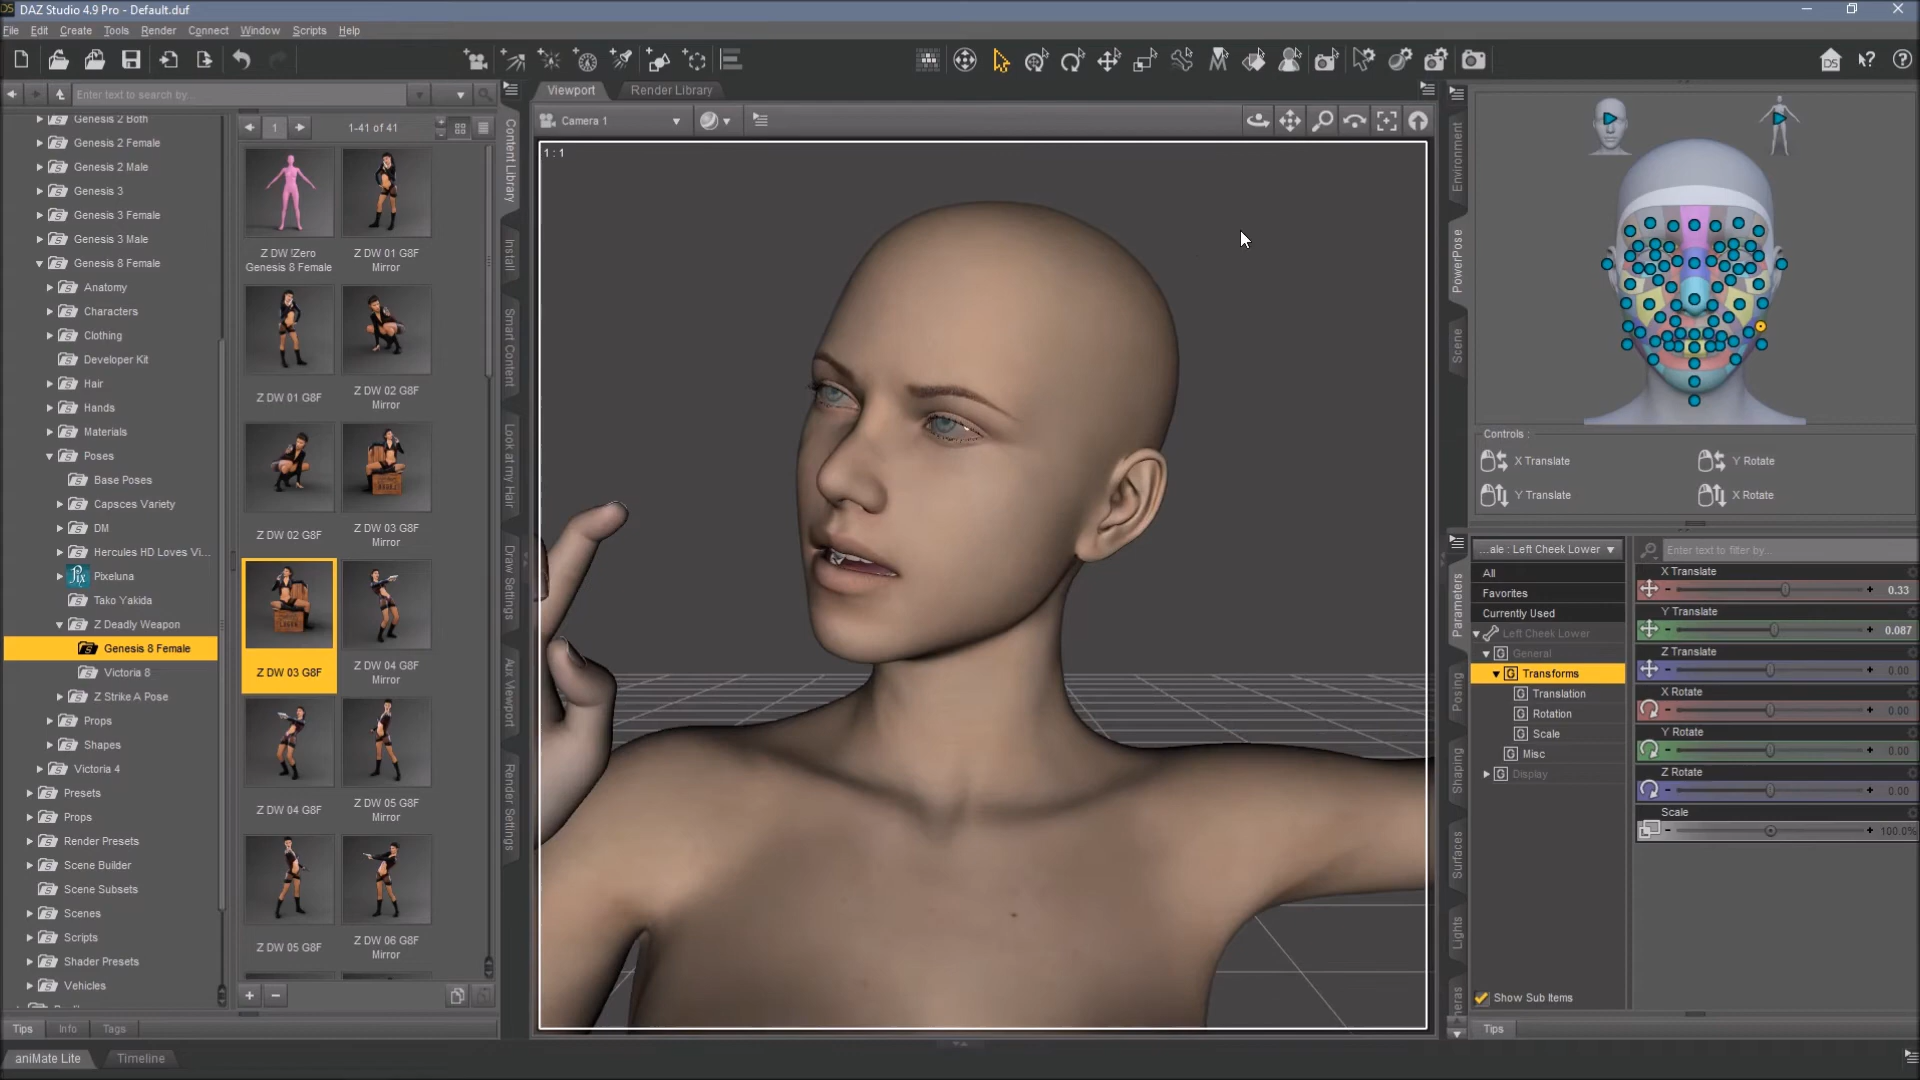 DAZ Studio 4.9 Pro - Default.duf
File Edit Create Tools Render Connect Window Scripts Help
Enter text to search by...
Genesis 2 Both
Genesis 2 Female
Genesis 2 Male
Genesis 3
Genesis 3 Female
Genesis 3 Male
Genesis 8 Female
Anatomy
Characters
Clothing
Developer Kit
Hair
Hands
Materials
Poses
Base Poses
Capsces Variety
DM
Hercules HD Loves Vi...
Pixeluna
Tako Yakida
Z Deadly Weapon
Genesis 8 Female
Victoria 8
Z Strike A Pose
Props
Shapes
Victoria 4
Presets
Props
Render Presets
Scene Builder
Scene Subsets
Scenes
Scripts
Shader Presets
Vehicles
1
1-41 of 41
Z DW !Zero Genesis 8 Female
Z DW 01 G8F Mirror
Z DW 01 G8F
Z DW 02 G8F Mirror
Z DW 02 G8F
Z DW 03 G8F Mirror
Z DW 03 G8F
Z DW 04 G8F Mirror
Z DW 04 G8F
Z DW 05 G8F Mirror
Z DW 05 G8F
Z DW 06 G8F Mirror
Tips Info Tags
aniMate Lite Timeline
Content Library
Install
Smart Content
Look at my Hair
Draw Settings
Aux Viewport
Render Settings
Viewport Render Library
Camera 1
1 : 1
Environment
PowerPose
Scene
Controls :
X Translate
Y Rotate
Y Translate
X Rotate
Parameters
Posing
Shaping
Surfaces
Lights
...ale : Left Cheek Lower
All
Favorites
Currently Used
Left Cheek Lower
General
Transforms
Translation
Rotation
Scale
Misc
Display
Show Sub Items
Tips
Enter text to filter by...
X Translate
0.33
Y Translate
0.087
Z Translate
0.00
X Rotate
0.00
Y Rotate
0.00
Z Rotate
0.00
Scale
100.0%